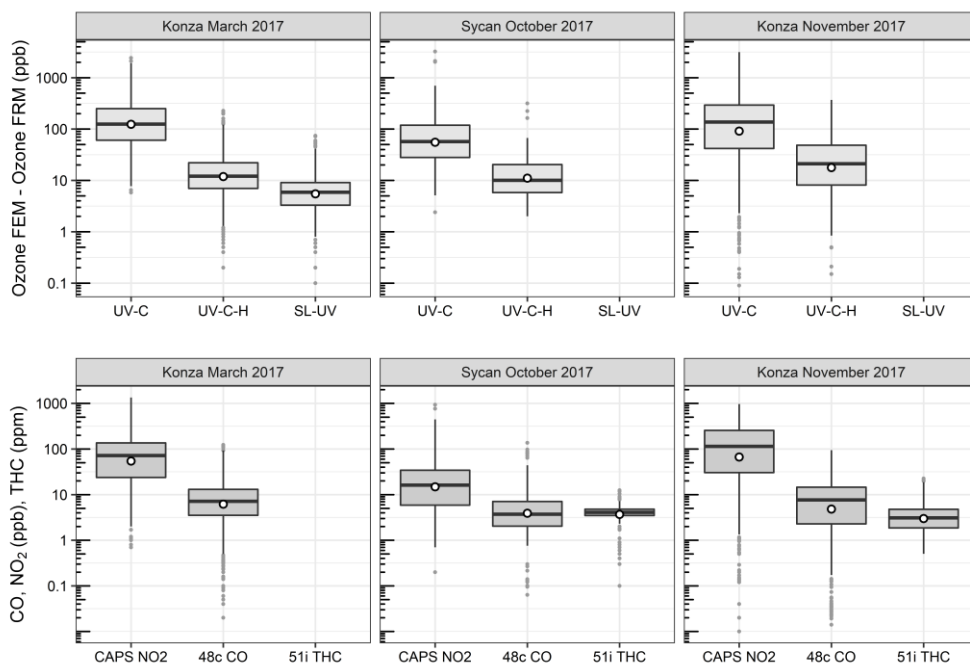 Konza March 2017 Sycan October 2017 Konza November 2017
Ozone FEM - Ozone FRM (ppb)
1000
100
10
1
0.1
UV-C UV-C-H SL-UV UV-C UV-C-H SL-UV UV-C UV-C-H SL-UV
Konza March 2017 Sycan October 2017 Konza November 2017
CO, NO₂ (ppb), THC (ppm)
1000
100
10
1
0.1
CAPS NO2 48c CO 51i THC CAPS NO2 48c CO 51i THC CAPS NO2 48c CO 51i THC